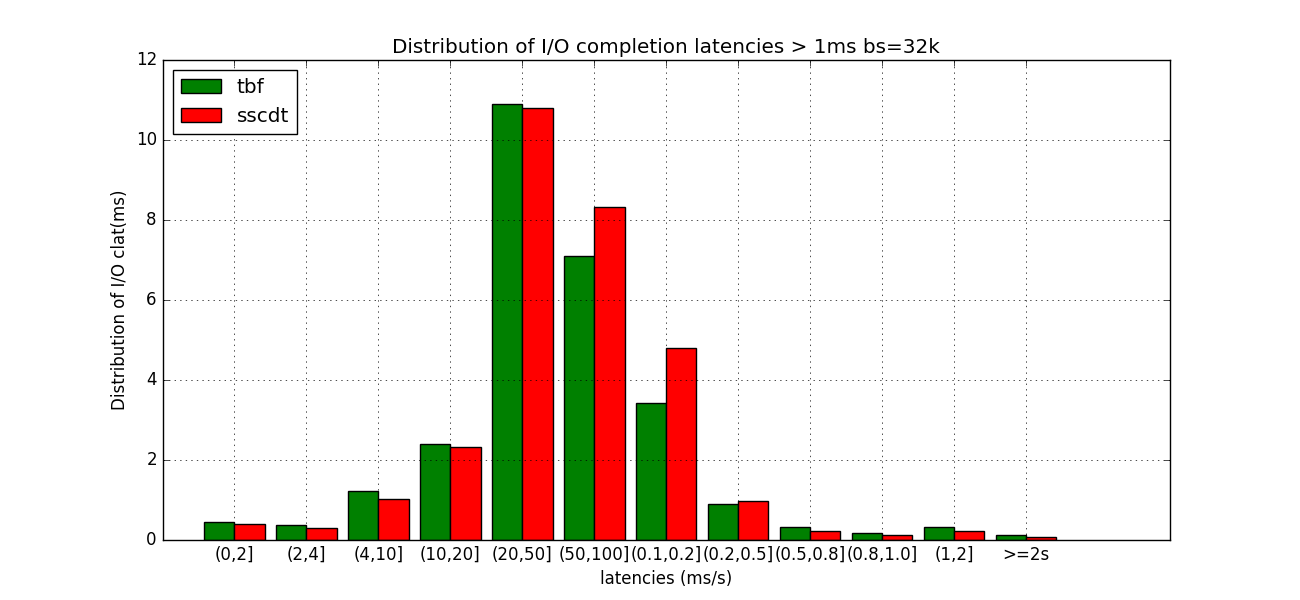 Distribution of I/O completion latencies > 1ms bs=32k
tbf
sscdt
12
10
8
6
4
2
0
Distribution of I/O clat(ms)
(0,2] (2,4] (4,10] (10,20] (20,50] (50,100] (0.1,0.2] (0.2,0.5] (0.5,0.8] (0.8,1.0] (1,2] >=2s
latencies (ms/s)